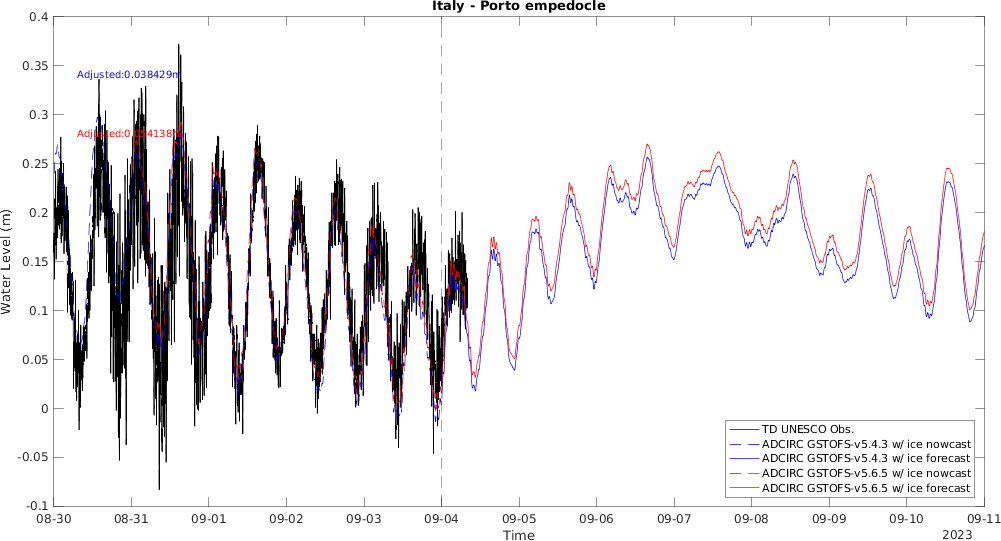 Italy - Porto empedocle
0.4
0.35
0.3
0.25
0.2
0.15
0.1
0.05
0
-0.05
-0.1
Water Level (m)
Adjusted:0.038429m
Adjusted:0.054138m
TD UNESCO Obs.
ADCIRC GSTOFS-v5.4.3 w/ ice nowcast
ADCIRC GSTOFS-v5.4.3 w/ ice forecast
ADCIRC GSTOFS-v5.6.5 w/ ice nowcast
ADCIRC GSTOFS-v5.6.5 w/ ice forecast
08-30 08-31 09-01 09-02 09-03 09-04 09-05 09-06 09-07 09-08 09-09 09-10 09-11
Time
2023